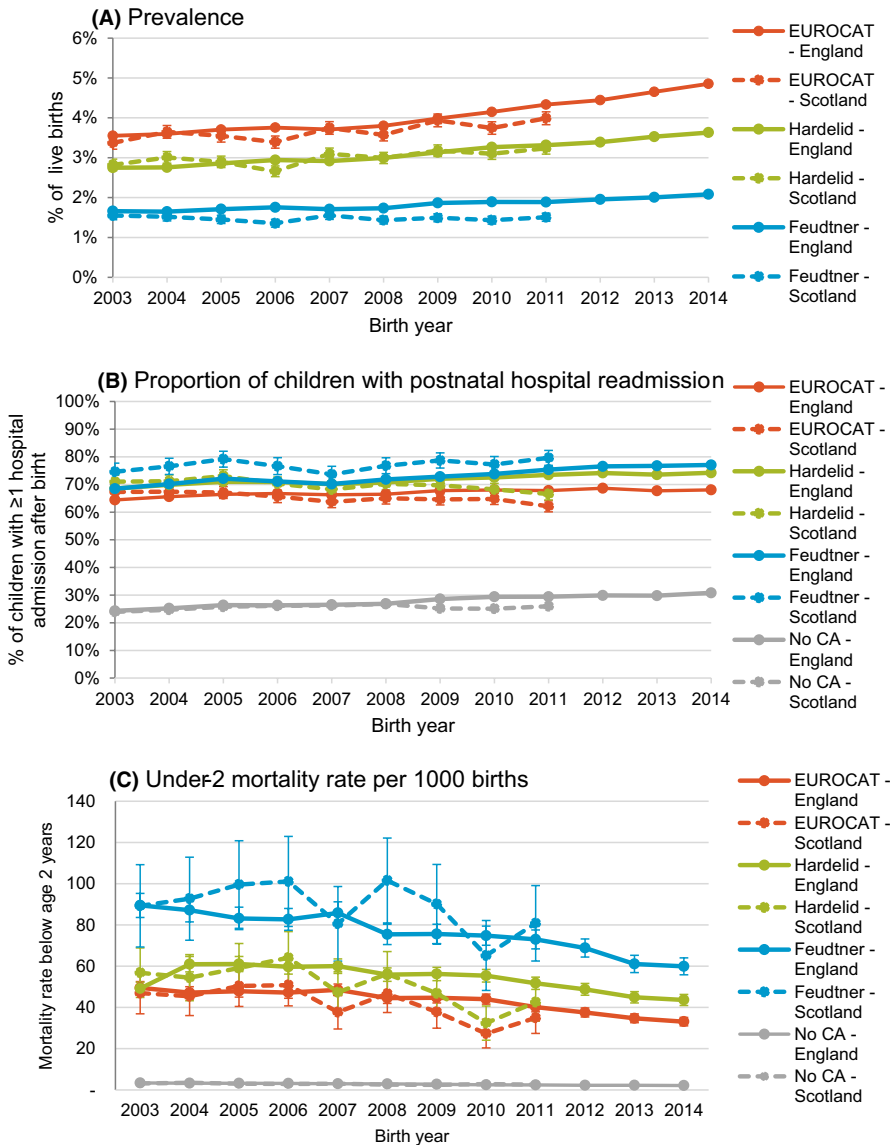 (A) Prevalence
6%
5%
4%
3%
2%
1%
0%
% of live births
2003 2004 2005 2006 2007 2008 2009 2010 2011 2012 2013 2014
Birth year
EUROCAT
- England
EUROCAT
- Scotland
Hardelid -
England
Hardelid -
Scotland
Feudtner -
England
Feudtner -
Scotland
(B) Proportion of children with postnatal hospital readmission
100%
90%
80%
70%
60%
50%
40%
30%
20%
10%
0%
% of children with ≥1 hospital
admission after birht
2003 2004 2005 2006 2007 2008 2009 2010 2011 2012 2013 2014
Birth year
EUROCAT -
England
EUROCAT -
Scotland
Hardelid -
England
Hardelid -
Scotland
Feudtner -
England
Feudtner -
Scotland
No CA -
England
No CA -
Scotland
(C) Under-2 mortality rate per 1000 births
140
120
100
80
60
40
20
-
Mortality rate below age 2 years
2003 2004 2005 2006 2007 2008 2009 2010 2011 2012 2013 2014
Birth year
EUROCAT -
England
EUROCAT -
Scotland
Hardelid -
England
Hardelid -
Scotland
Feudtner -
England
Feudtner -
Scotland
No CA -
England
No CA -
Scotland